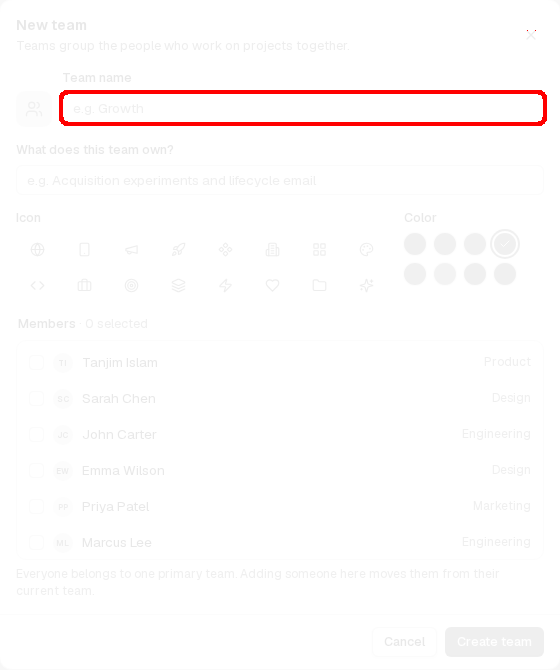 New team
Teams group the people who work on projects together.
Team name
e.g. Growth
What does this team own?
e.g. Acquisition experiments and lifecycle email
Icon
Color
Members · 0 selected
TI Tanjim Islam Product
SC Sarah Chen Design
JC John Carter Engineering
EW Emma Wilson Design
PP Priya Patel Marketing
ML Marcus Lee Engineering
Everyone belongs to one primary team. Adding someone here moves them from their
current team.
Cancel Create team